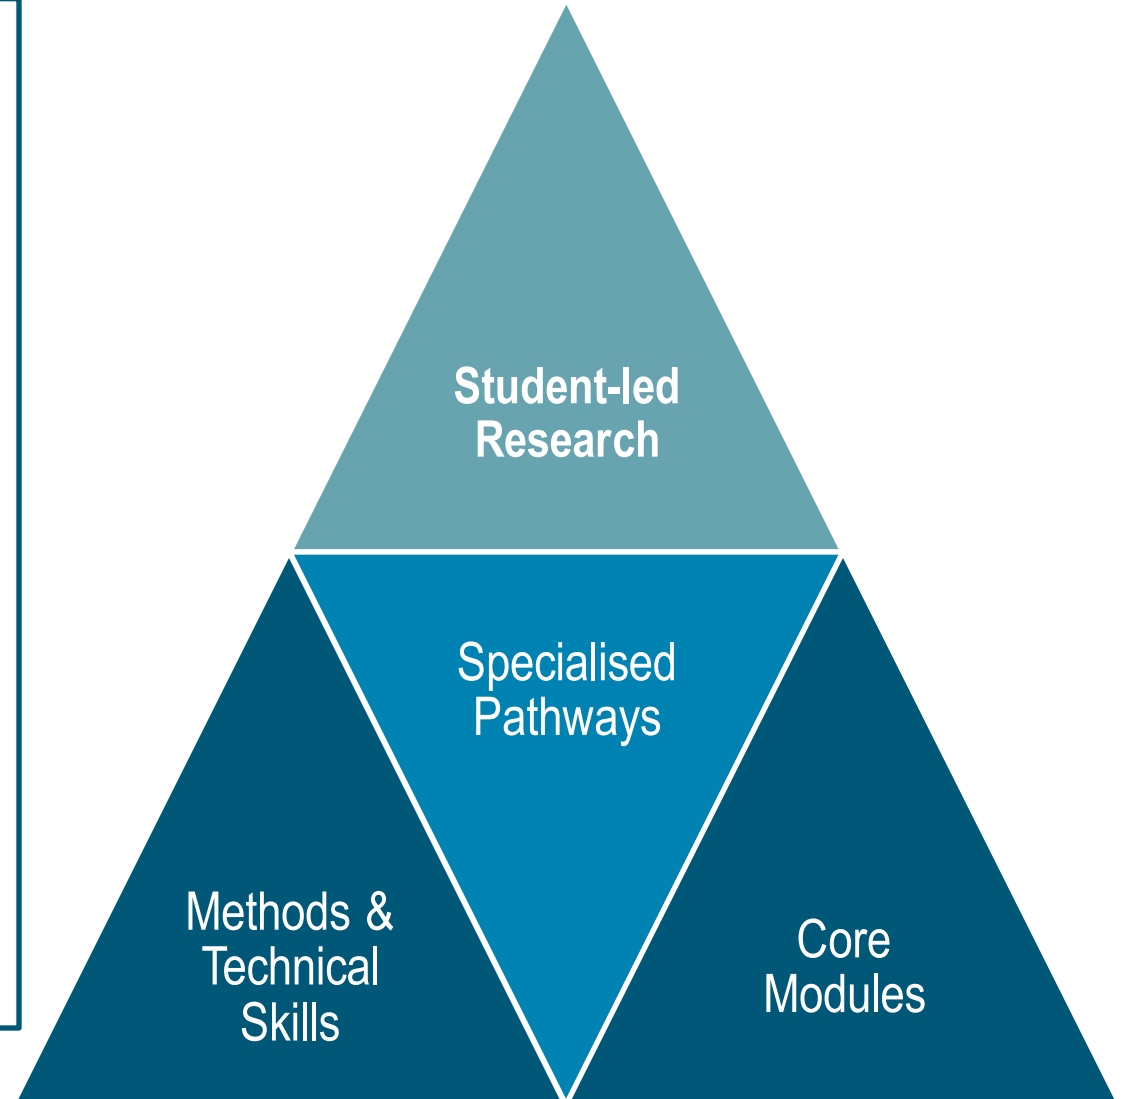 Student-led
Research
Specialised
Pathways
Methods &
Technical
Skills
Core
Modules